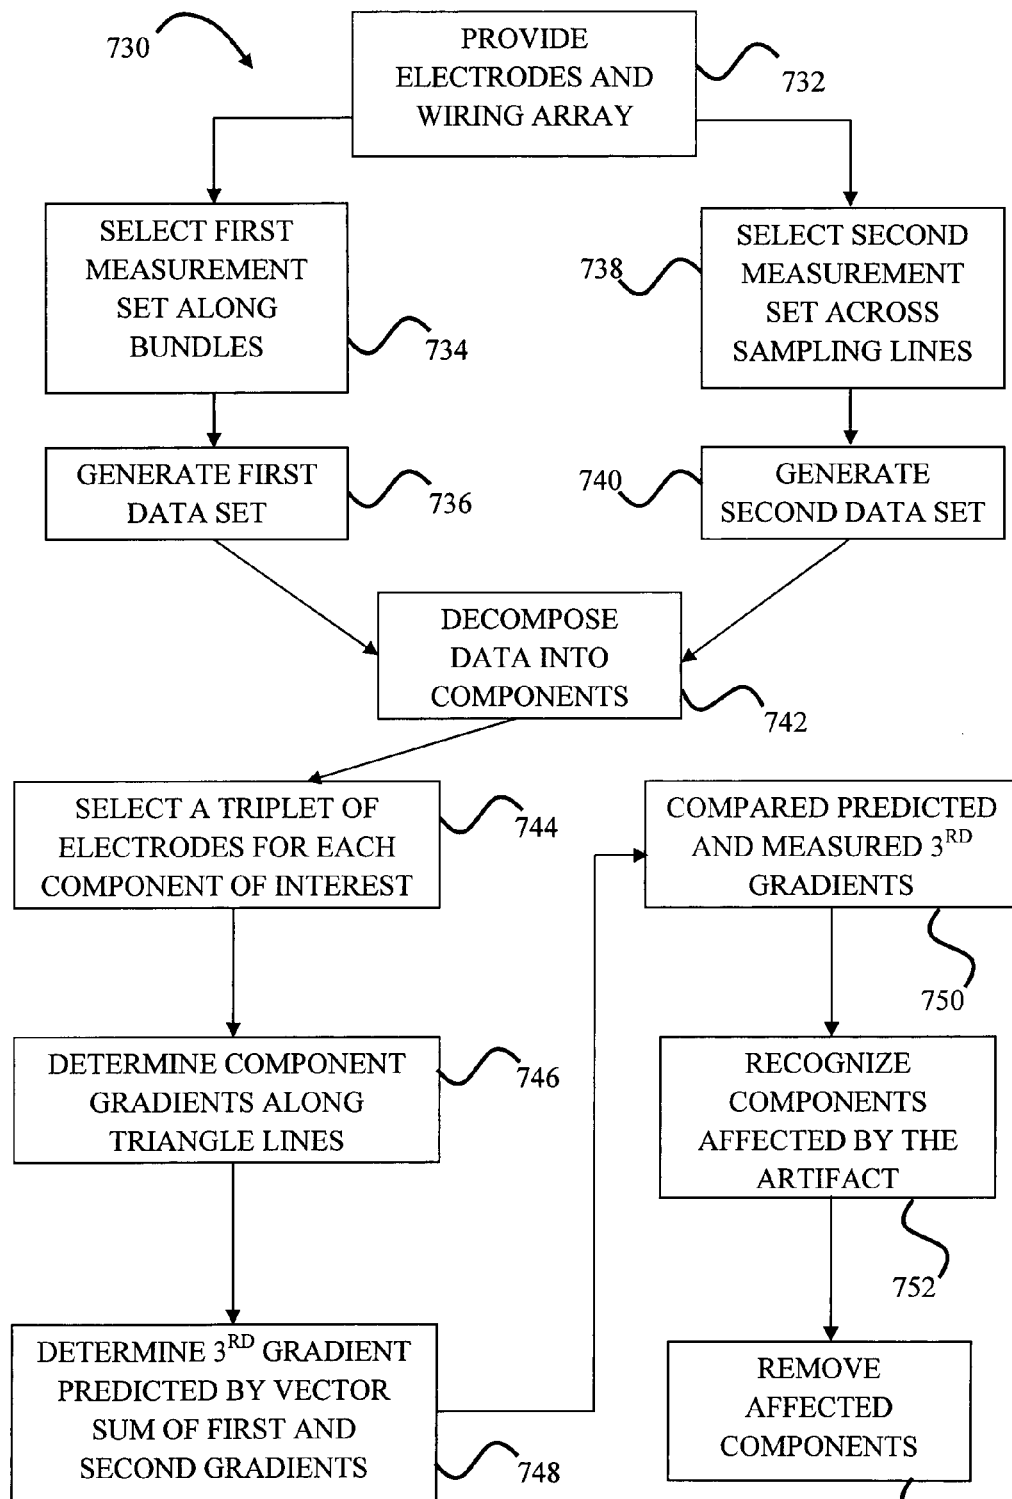 730
PROVIDE
ELECTRODES AND
WIRING ARRAY
732
SELECT FIRST
MEASUREMENT
SET ALONG
BUNDLES
734
738
SELECT SECOND
MEASUREMENT
SET ACROSS
SAMPLING LINES
GENERATE FIRST
DATA SET
736
740
GENERATE
SECOND DATA SET
DECOMPOSE
DATA INTO
COMPONENTS
742
SELECT A TRIPLET OF
ELECTRODES FOR EACH
COMPONENT OF INTEREST
744
DETERMINE COMPONENT
GRADIENTS ALONG
TRIANGLE LINES
746
DETERMINE 3RD GRADIENT
PREDICTED BY VECTOR
SUM OF FIRST AND
SECOND GRADIENTS
748
COMPARED PREDICTED
AND MEASURED 3RD
GRADIENTS
750
RECOGNIZE
COMPONENTS
AFFECTED BY THE
ARTIFACT
752
REMOVE
AFFECTED
COMPONENTS